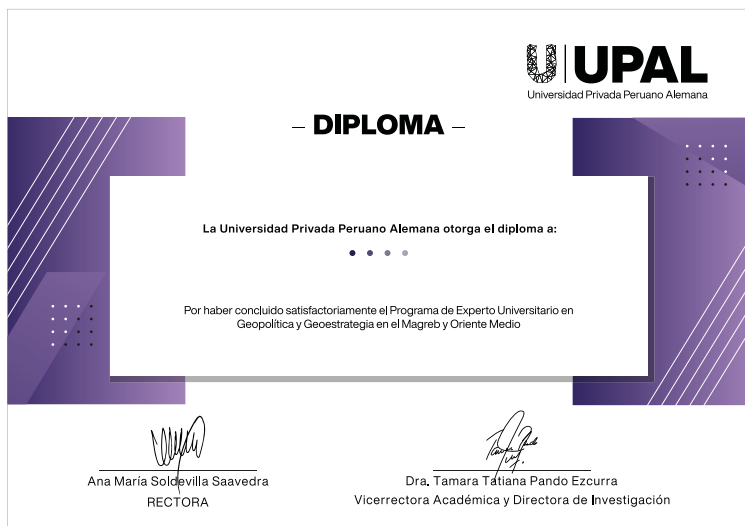 UPAL
Universidad Privada Peruano Alemana
– DIPLOMA –
La Universidad Privada Peruano Alemana otorga el diploma a:
Por haber concluido satisfactoriamente el Programa de Experto Universitario en
Geopolítica y Geoestrategia en el Magreb y Oriente Medio
Ana María Soldevilla Saavedra
RECTORA
Dra. Tamara Tatiana Pando Ezcurra
Vicerrectora Académica y Directora de Investigación